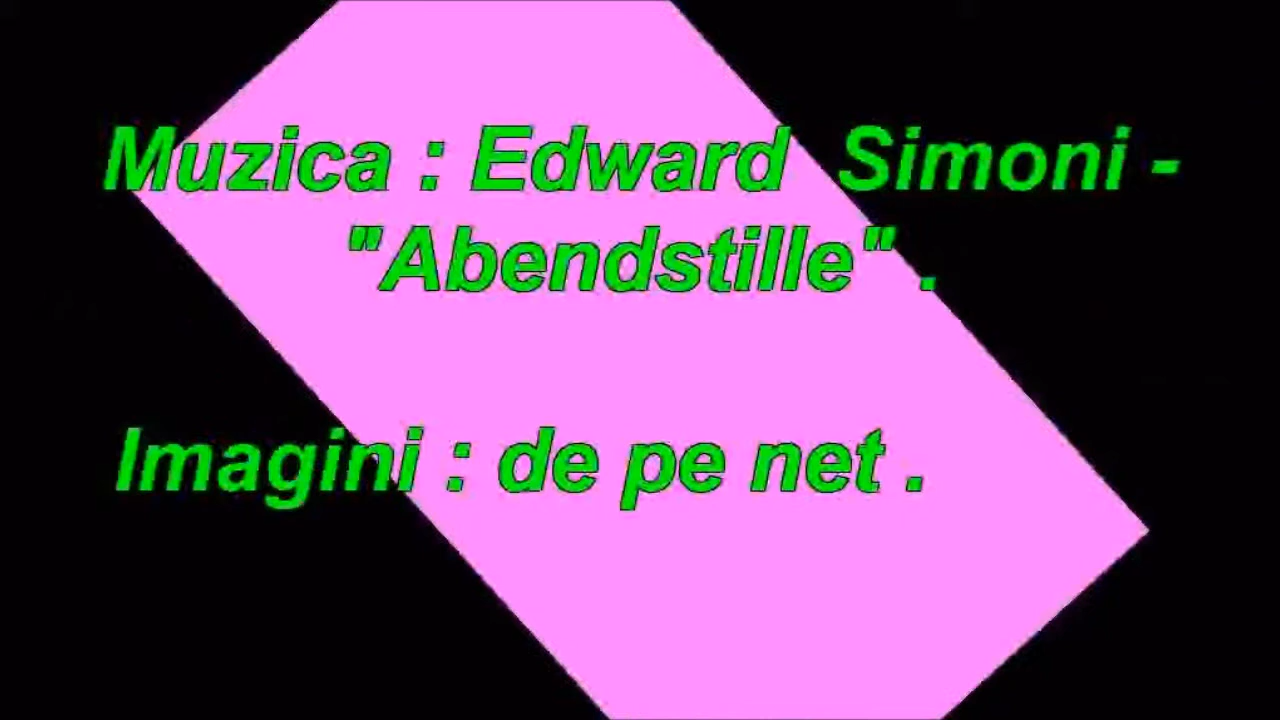 Muzica : Edward Simoni -
"Abendstille" .
Imagini : de pe net .